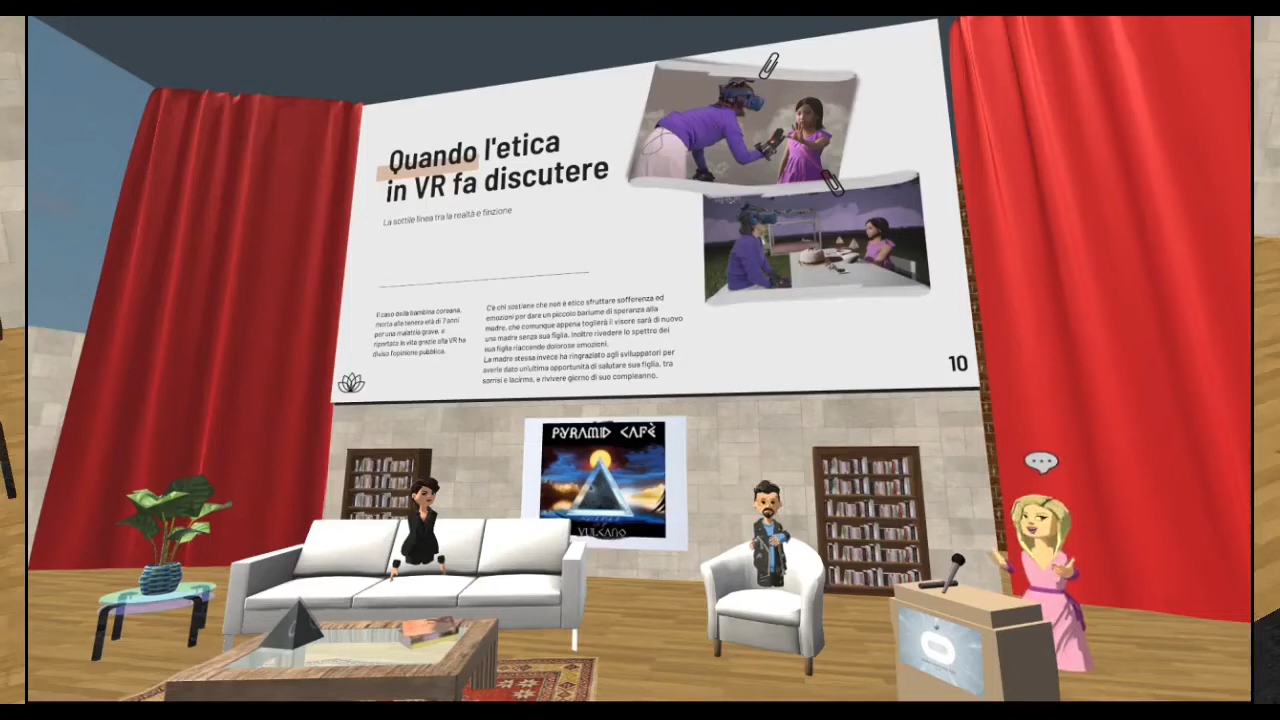 Quando l'etica
in VR fa discutere
La sottile linea tra la realtà e finzione
Il caso della bambina coreana,
morta alla tenera età di 7 anni
per una malattia grave, e
riportata in vita grazie alla VR ha
diviso l'opinione pubblica.
C'è chi sostiene che non è etico sfruttare sofferenza ed
emozioni per dare un piccolo barlume di speranza alla
madre, che comunque appena toglierà il visore sarà di nuovo
una madre senza sua figlia. Inoltre rivedere lo spettro dei
sua figlia riaccende dolorose emozioni.
La madre stessa invece ha ringraziato agli sviluppatori per
averle dato un'ultima opportunità di salutare sua figlia, tra
sorrisi e lacirms, e rivivere giorno di suo compleanno.
10
PYRAMID CAFÈ
VULCANO